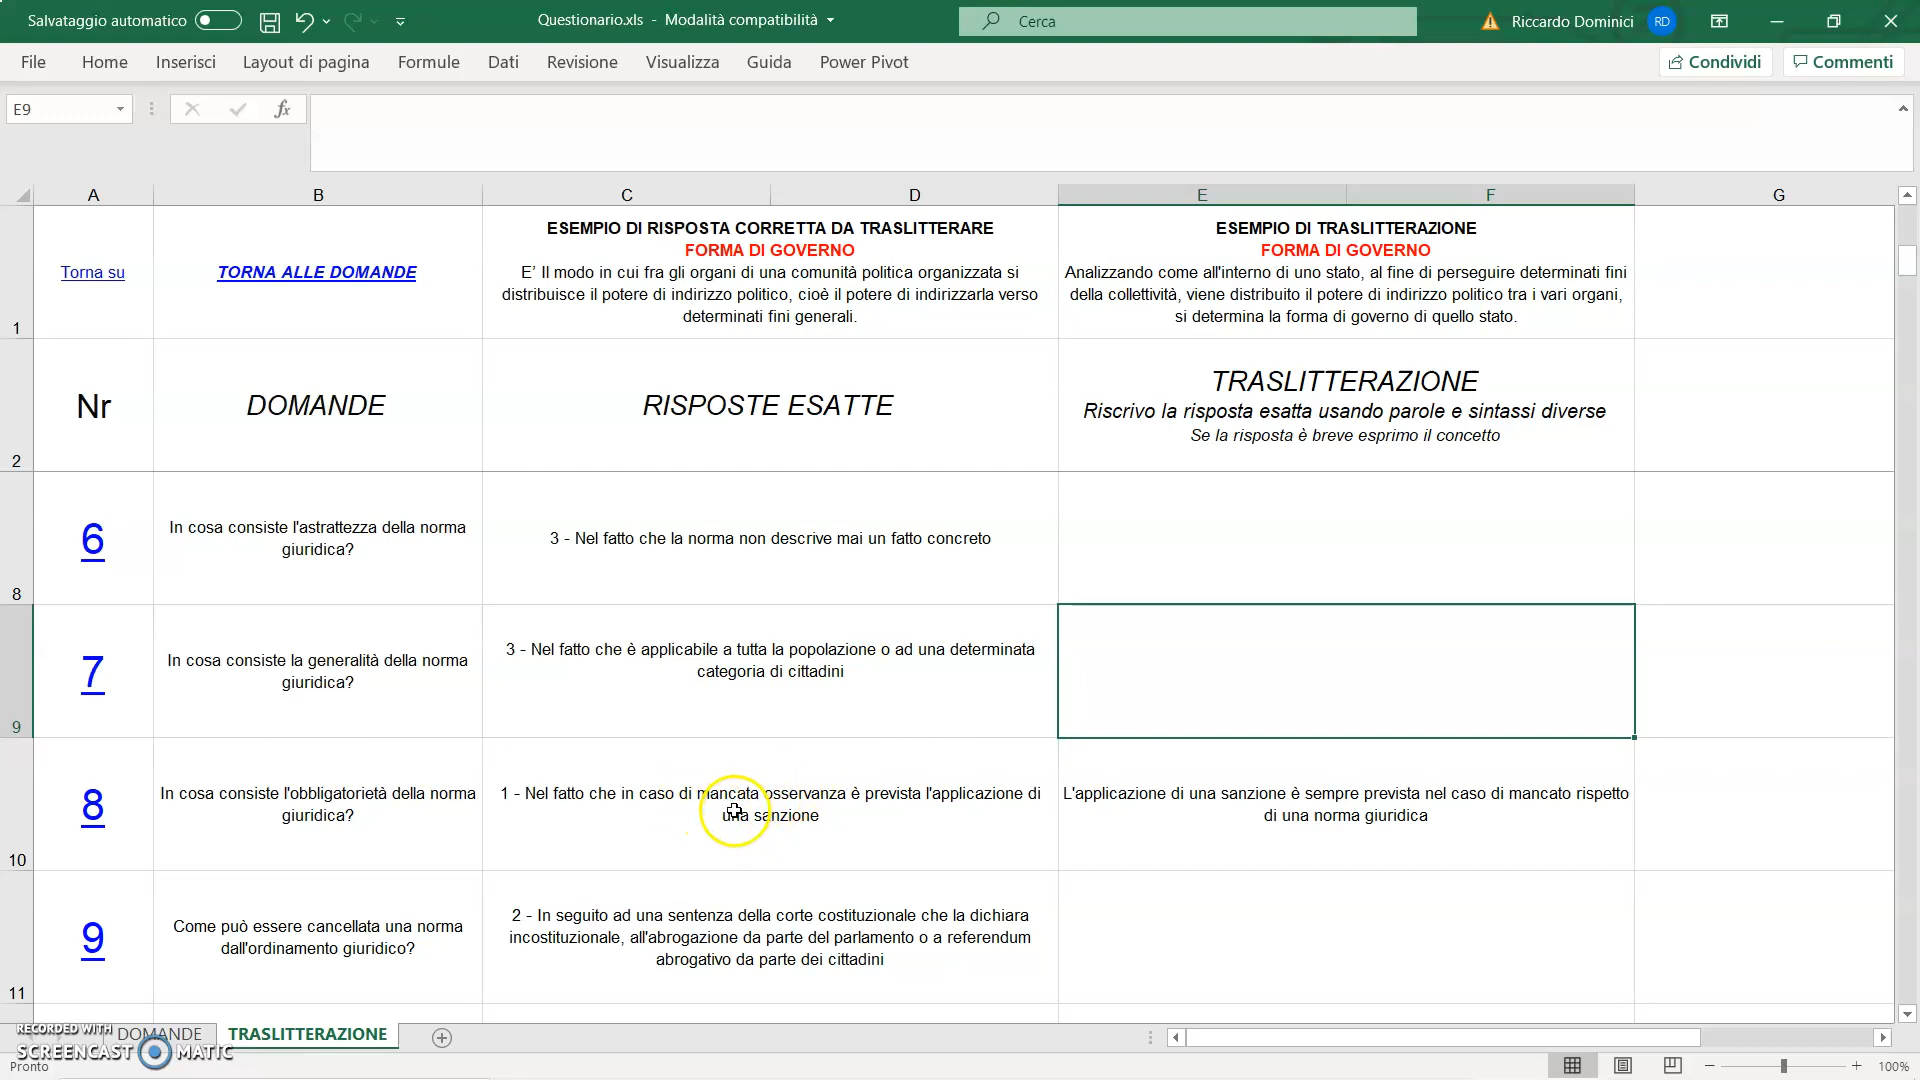 Salvataggio automatico
Questionario.xls - Modalità compatibilità
Cerca
Riccardo Dominici
RD
File
Home
Inserisci
Layout di pagina
Formule
Dati
Revisione
Visualizza
Guida
Power Pivot
Condividi
Commenti
E9
fx
A
B
C
D
E
F
G
1
Torna su
TORNA ALLE DOMANDE
ESEMPIO DI RISPOSTA CORRETTA DA TRASLITTERARE
FORMA DI GOVERNO
E' Il modo in cui fra gli organi di una comunità politica organizzata si
distribuisce il potere di indirizzo politico, cioè il potere di indirizzarla verso
determinati fini generali.
ESEMPIO DI TRASLITTERAZIONE
FORMA DI GOVERNO
Analizzando come all'interno di uno stato, al fine di perseguire determinati fini
della collettività, viene distribuito il potere di indirizzo politico tra i vari organi,
si determina la forma di governo di quello stato.
2
Nr
DOMANDE
RISPOSTE ESATTE
TRASLITTERAZIONE
Riscrivo la risposta esatta usando parole e sintassi diverse
Se la risposta è breve esprimo il concetto
8
6
In cosa consiste l'astrattezza della norma
giuridica?
3 - Nel fatto che la norma non descrive mai un fatto concreto
9
7
In cosa consiste la generalità della norma
giuridica?
3 - Nel fatto che è applicabile a tutta la popolazione o ad una determinata
categoria di cittadini
10
8
In cosa consiste l'obbligatorietà della norma
giuridica?
1 - Nel fatto che in caso di mancata osservanza è prevista l'applicazione di
una sanzione
L'applicazione di una sanzione è sempre prevista nel caso di mancato rispetto
di una norma giuridica
11
9
Come può essere cancellata una norma
dall'ordinamento giuridico?
2 - In seguito ad una sentenza della corte costituzionale che la dichiara
incostituzionale, all'abrogazione da parte del parlamento o a referendum
abrogativo da parte dei cittadini
DOMANDE
TRASLITTERAZIONE
RECORDED WITH
SCREENCAST MATIC
Pronto
100%